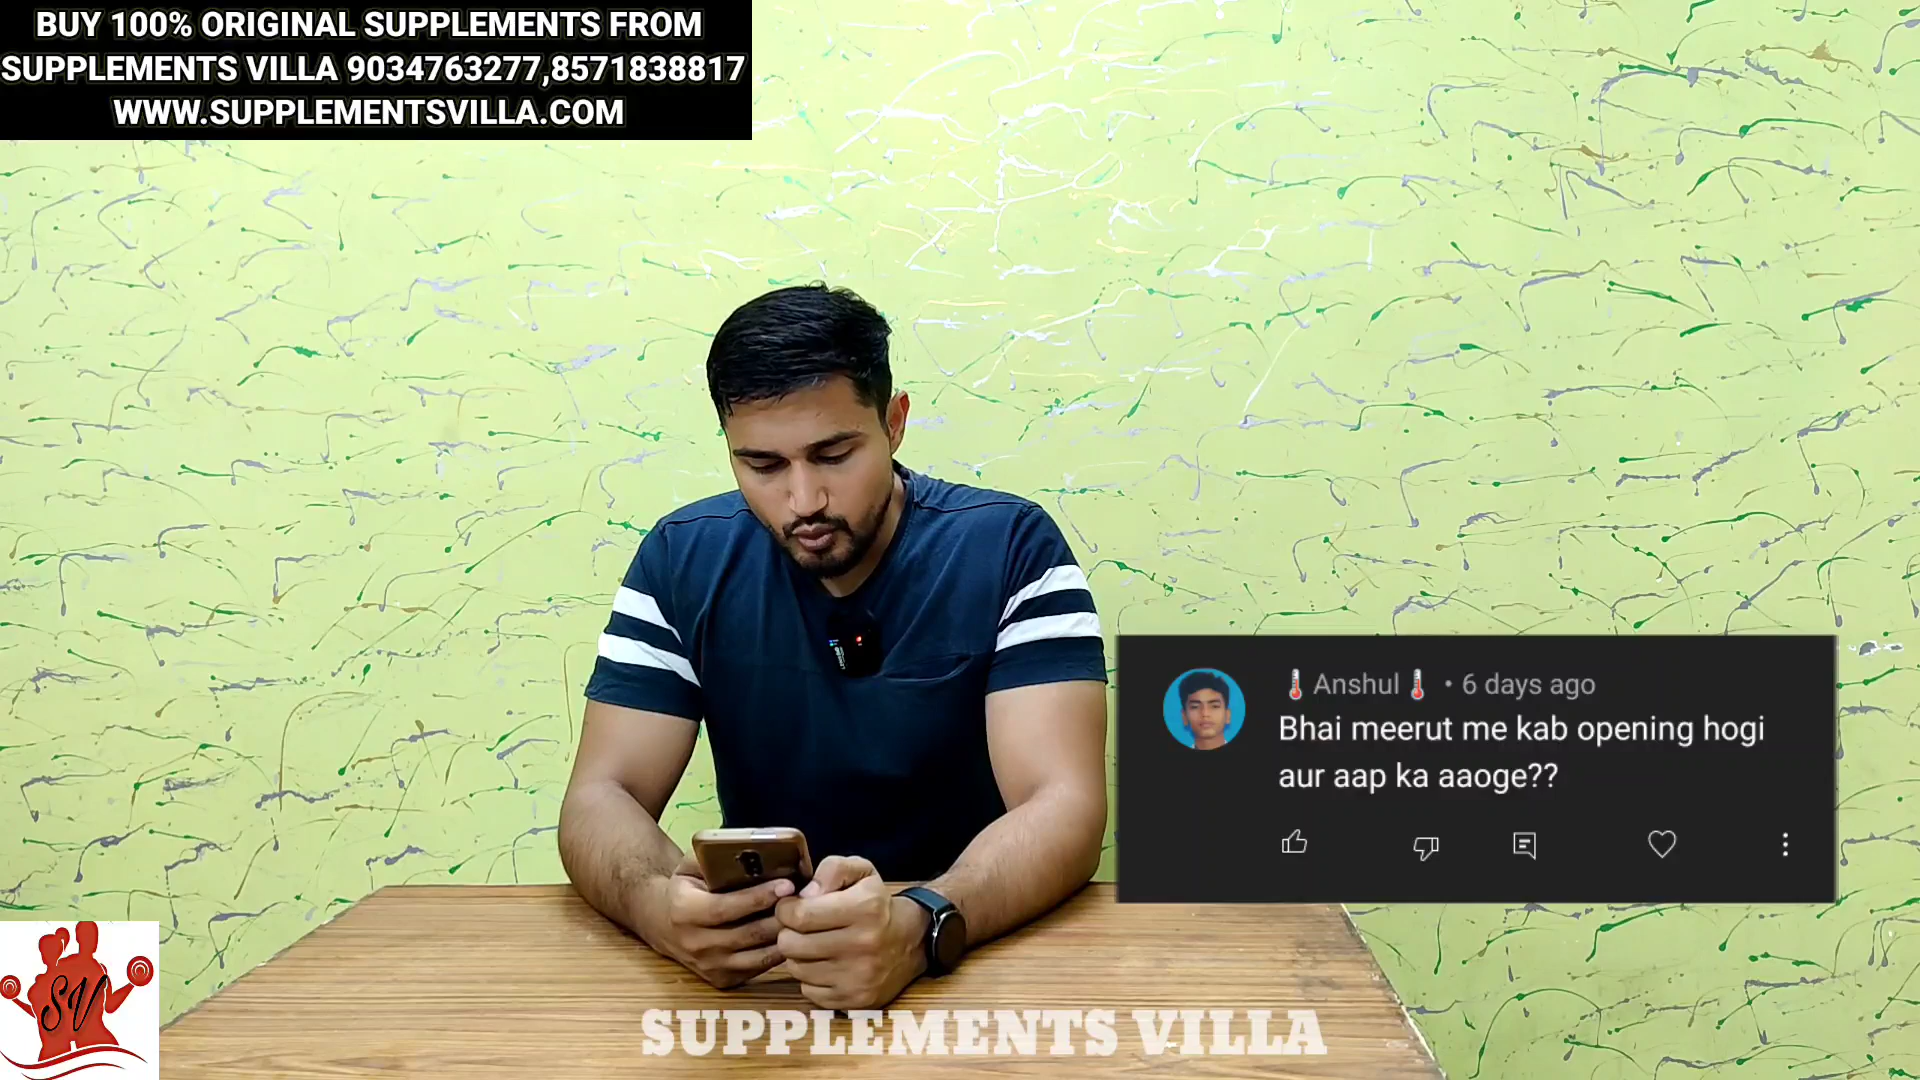 BUY 100% ORIGINAL SUPPLEMENTS FROM
SUPPLEMENTS VILLA 9034763277,8571838817
WWW.SUPPLEMENTSVILLA.COM
🌡️Anshul🌡️ • 6 days ago
Bhai meerut me kab opening hogi
aur aap ka aaoge??
SV
SUPPLEMENTS VILLA